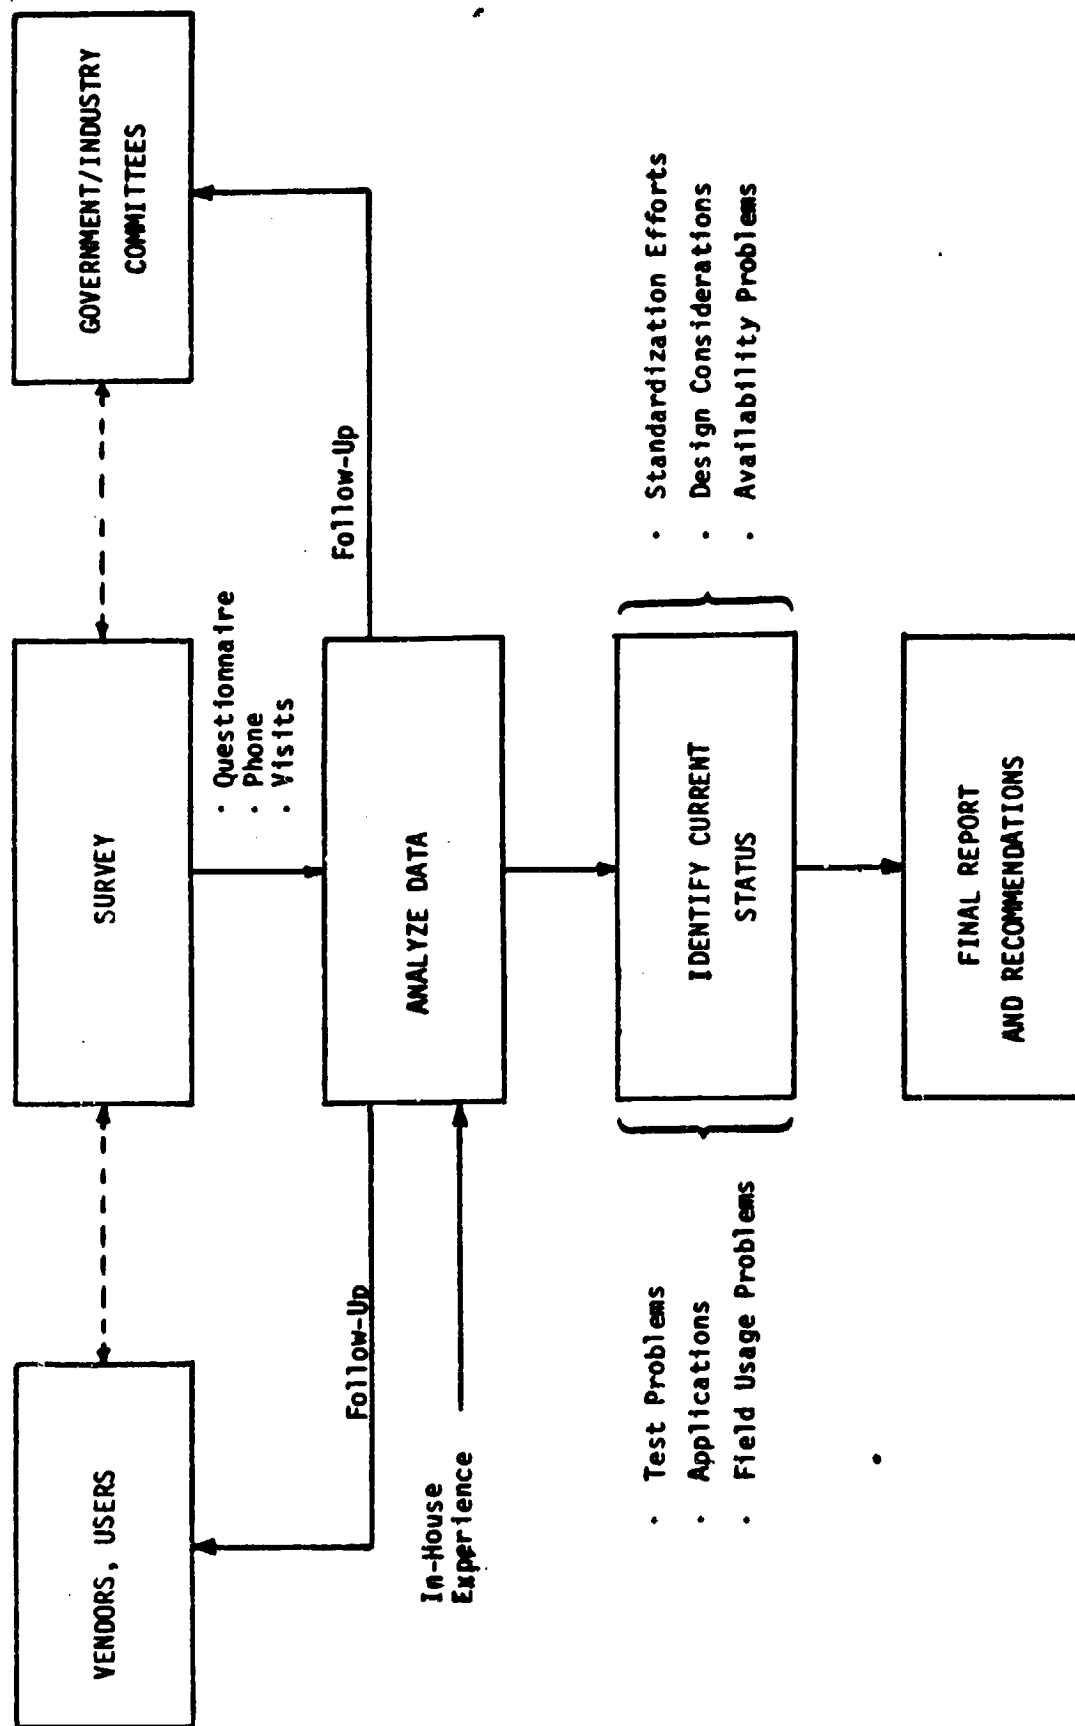 VENDORS, USERS
SURVEY
GOVERNMENT/INDUSTRY
COMMITTEES
· Questionnaire
· Phone
· Visits
Follow-Up
Follow-Up
In-House
Experience
ANALYZE DATA
· Test Problems
· Applications
· Field Usage Problems
IDENTIFY CURRENT
STATUS
· Standardization Efforts
· Design Considerations
· Availability Problems
FINAL REPORT
AND RECOMMENDATIONS